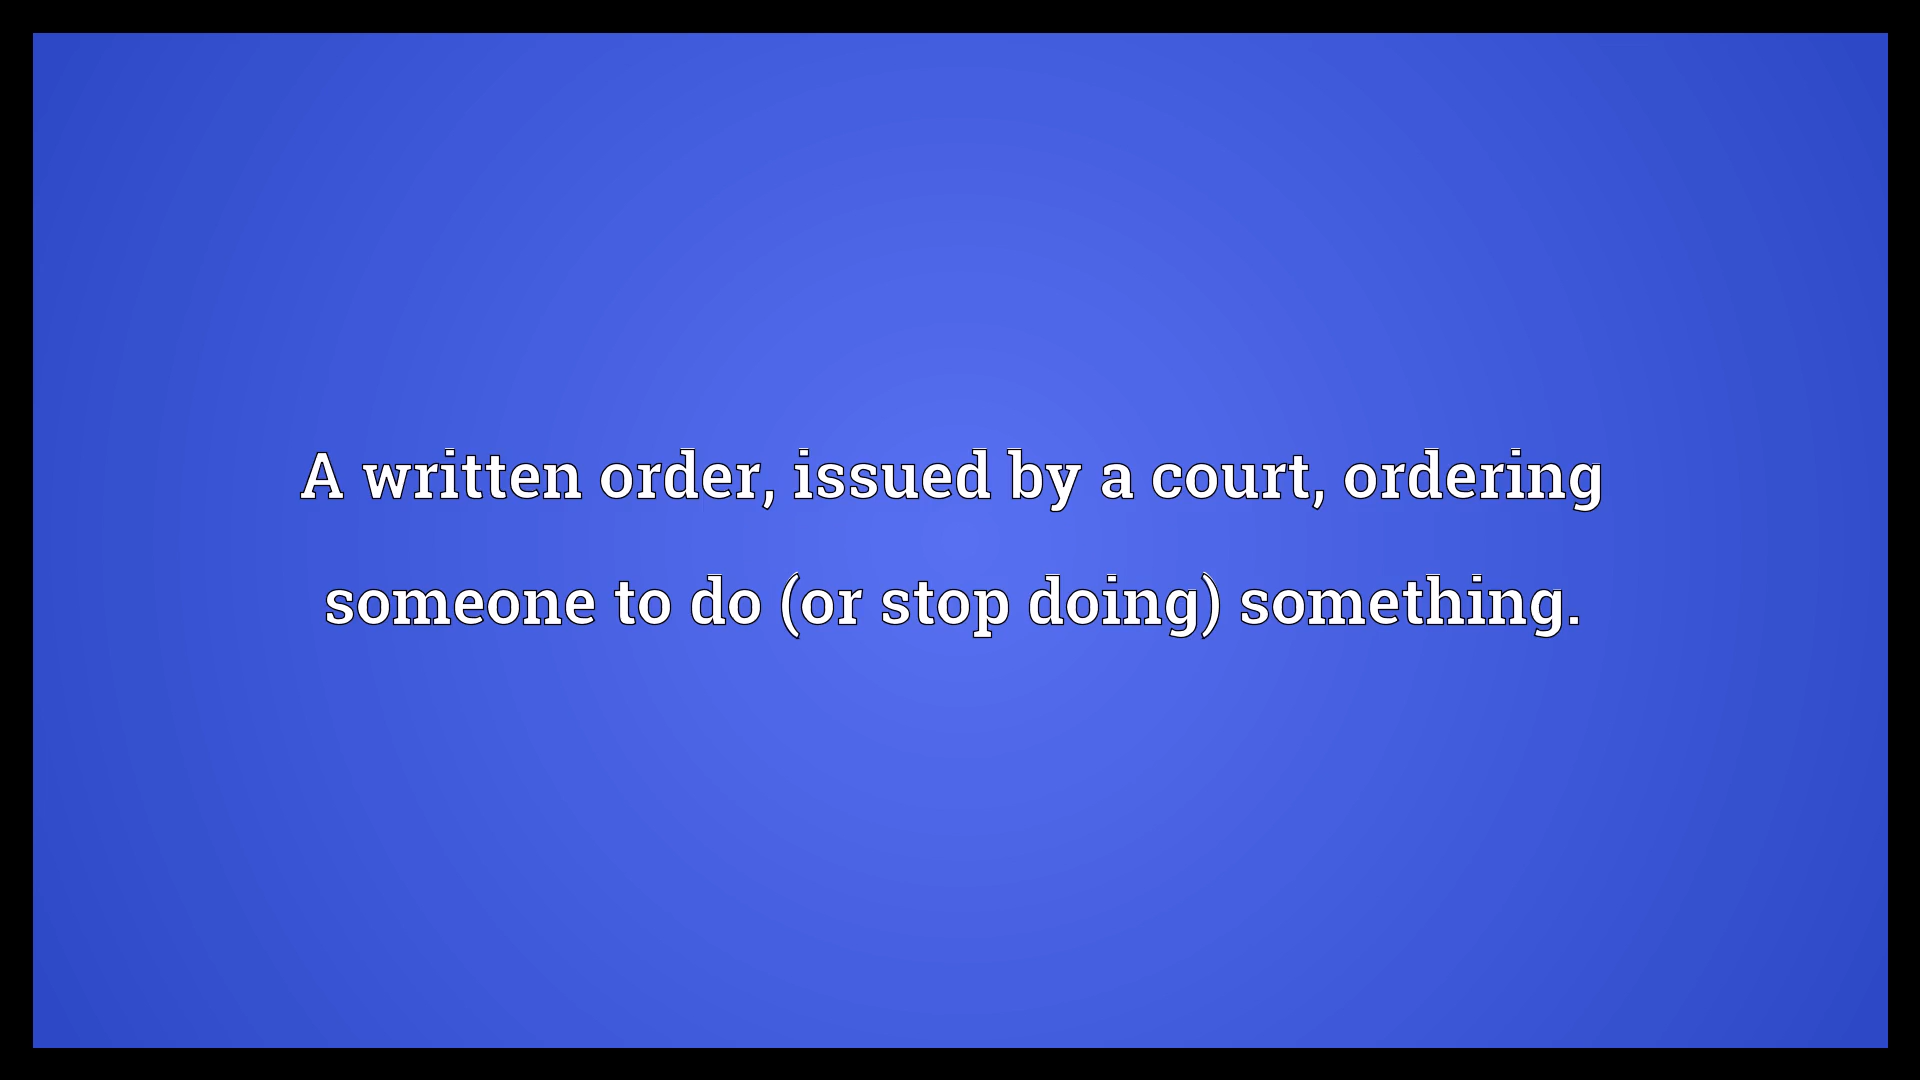 A written order, issued by a court, ordering
someone to do (or stop doing) something.